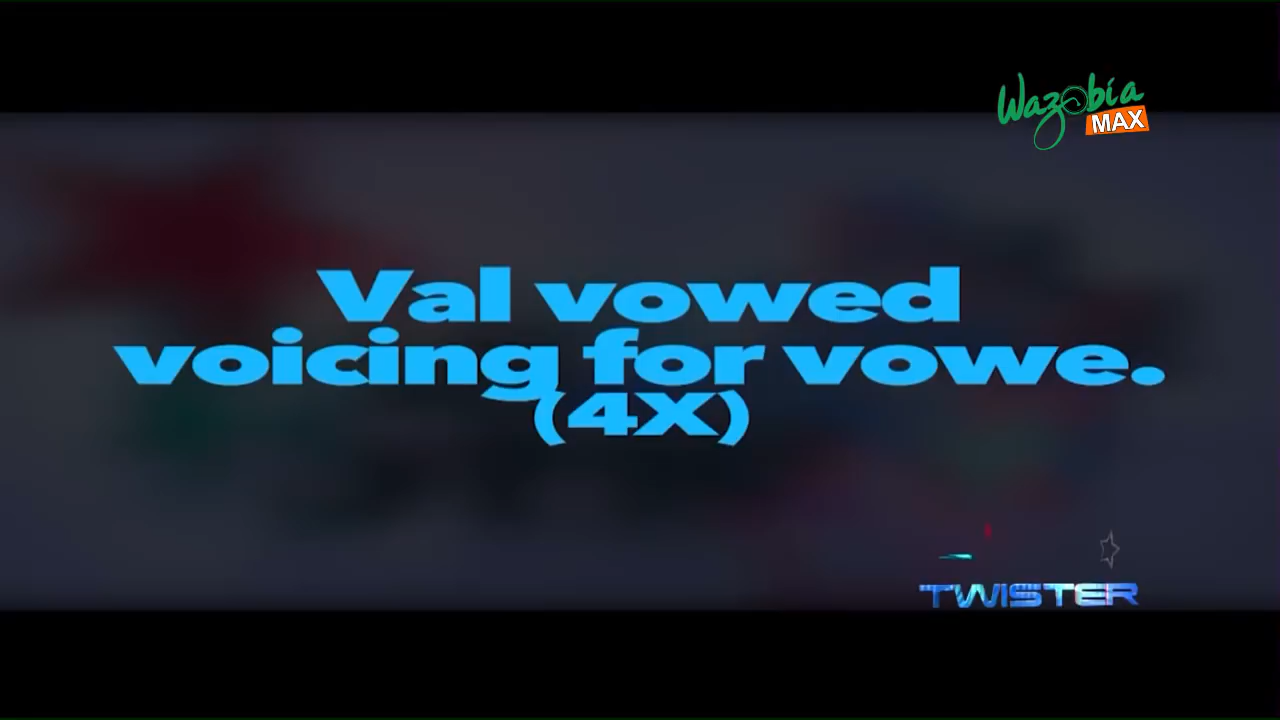 Wazobia
MAX
Val vowed
voicing for vowe.
(4X)
TWISTER